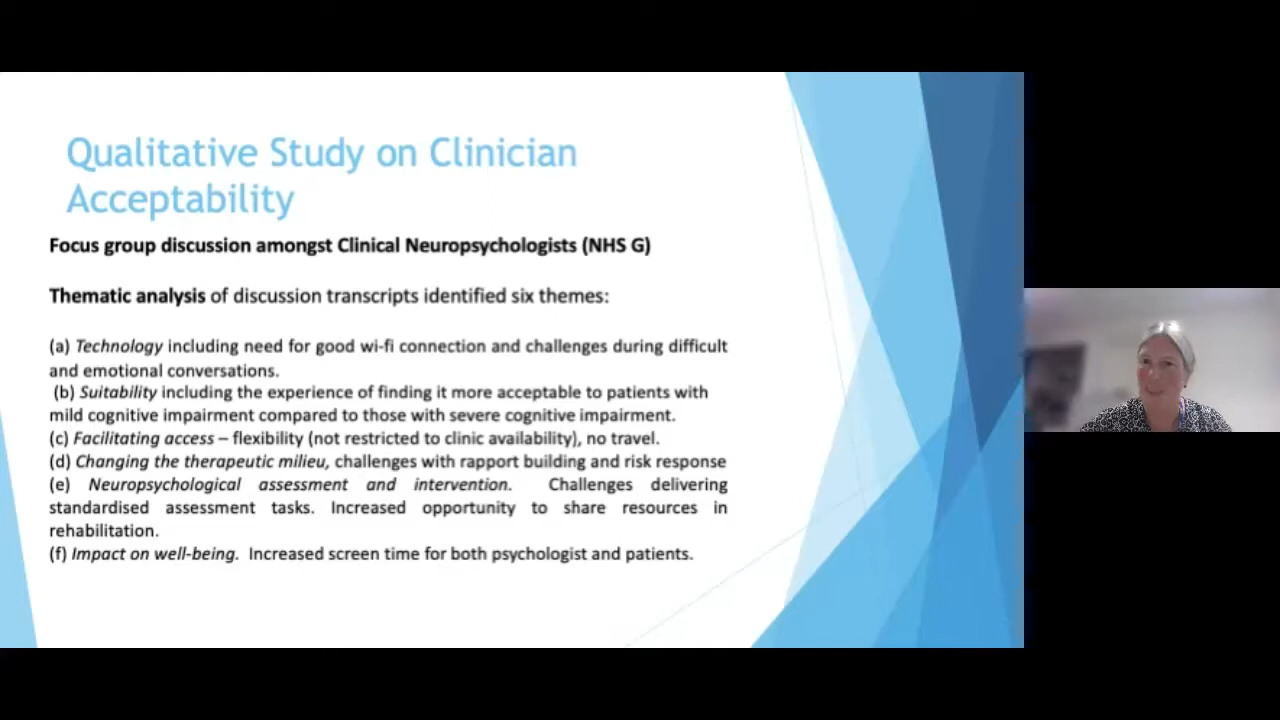 Qualitative Study on Clinician
Acceptability
Focus group discussion amongst Clinical Neuropsychologists (NHS G)
Thematic analysis of discussion transcripts identified six themes:
(a) Technology including need for good wi-fi connection and challenges during difficult
and emotional conversations.
(b) Suitability including the experience of finding it more acceptable to patients with
mild cognitive impairment compared to those with severe cognitive impairment.
(c) Facilitating access – flexibility (not restricted to clinic availability), no travel.
(d) Changing the therapeutic milieu, challenges with rapport building and risk response
(e) Neuropsychological assessment and intervention. Challenges delivering
standardised assessment tasks. Increased opportunity to share resources in
rehabilitation.
(f) Impact on well-being. Increased screen time for both psychologist and patients.